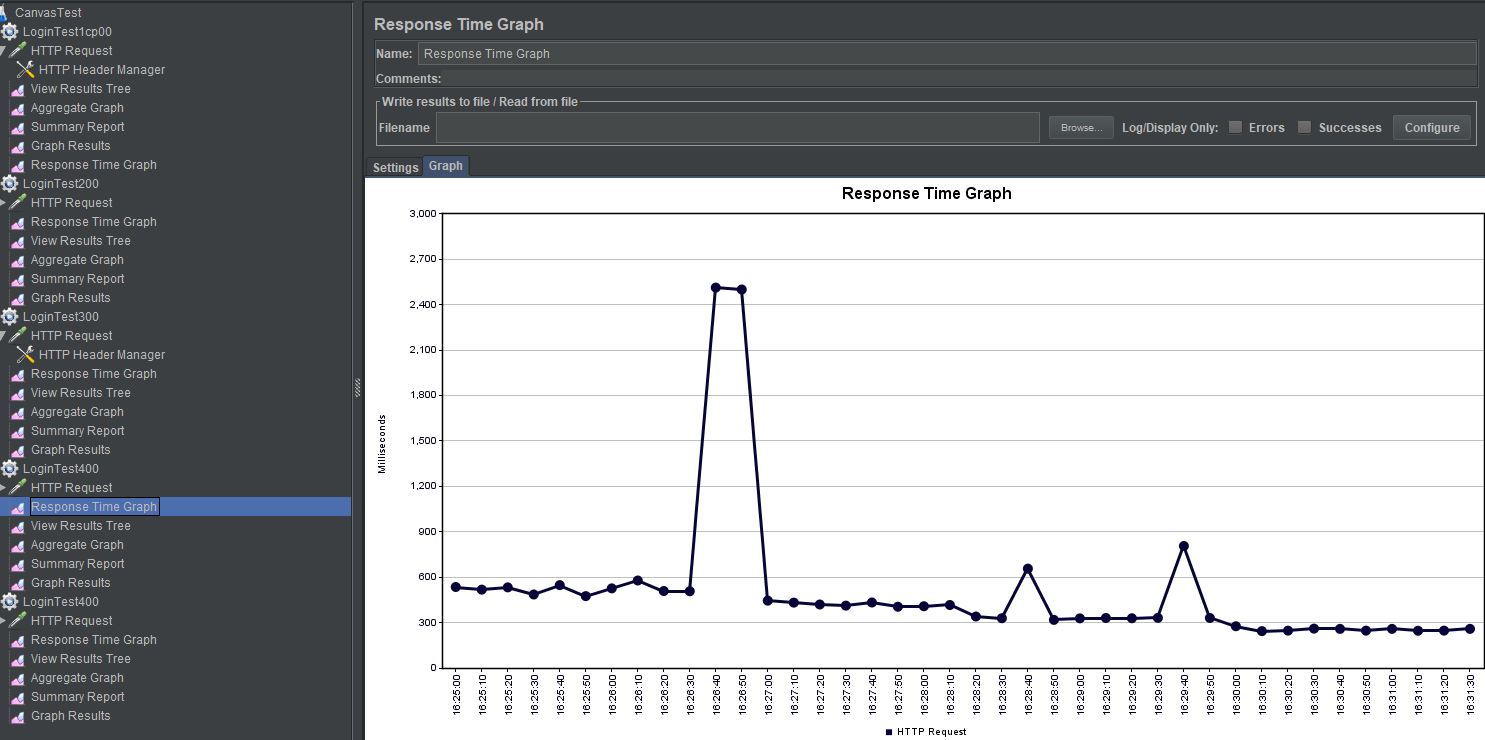 CanvasTest
LoginTest1cp00
HTTP Request
HTTP Header Manager
View Results Tree
Aggregate Graph
Summary Report
Graph Results
Response Time Graph
LoginTest200
HTTP Request
Response Time Graph
View Results Tree
Aggregate Graph
Summary Report
Graph Results
LoginTest300
HTTP Request
HTTP Header Manager
Response Time Graph
View Results Tree
Aggregate Graph
Summary Report
Graph Results
LoginTest400
HTTP Request
Response Time Graph
View Results Tree
Aggregate Graph
Summary Report
Graph Results
LoginTest400
HTTP Request
Response Time Graph
View Results Tree
Aggregate Graph
Summary Report
Graph Results
Response Time Graph
Name: Response Time Graph
Comments:
Write results to file / Read from file
Filename Browse... Log/Display Only: Errors Successes Configure
Settings Graph
Response Time Graph
3,000
2,700
2,400
2,100
1,800
1,500
1,200
900
600
300
0
Milliseconds
16:25:00 16:25:10 16:25:20 16:25:30 16:25:40 16:25:50 16:26:00 16:26:10 16:26:20 16:26:30 16:26:40 16:26:50 16:27:00 16:27:10 16:27:20 16:27:30 16:27:40 16:27:50 16:28:00 16:28:10 16:28:20 16:28:30 16:28:40 16:28:50 16:29:00 16:29:10 16:29:20 16:29:30 16:29:40 16:29:50 16:30:00 16:30:10 16:30:20 16:30:30 16:30:40 16:30:50 16:31:00 16:31:10 16:31:20 16:31:30
HTTP Request